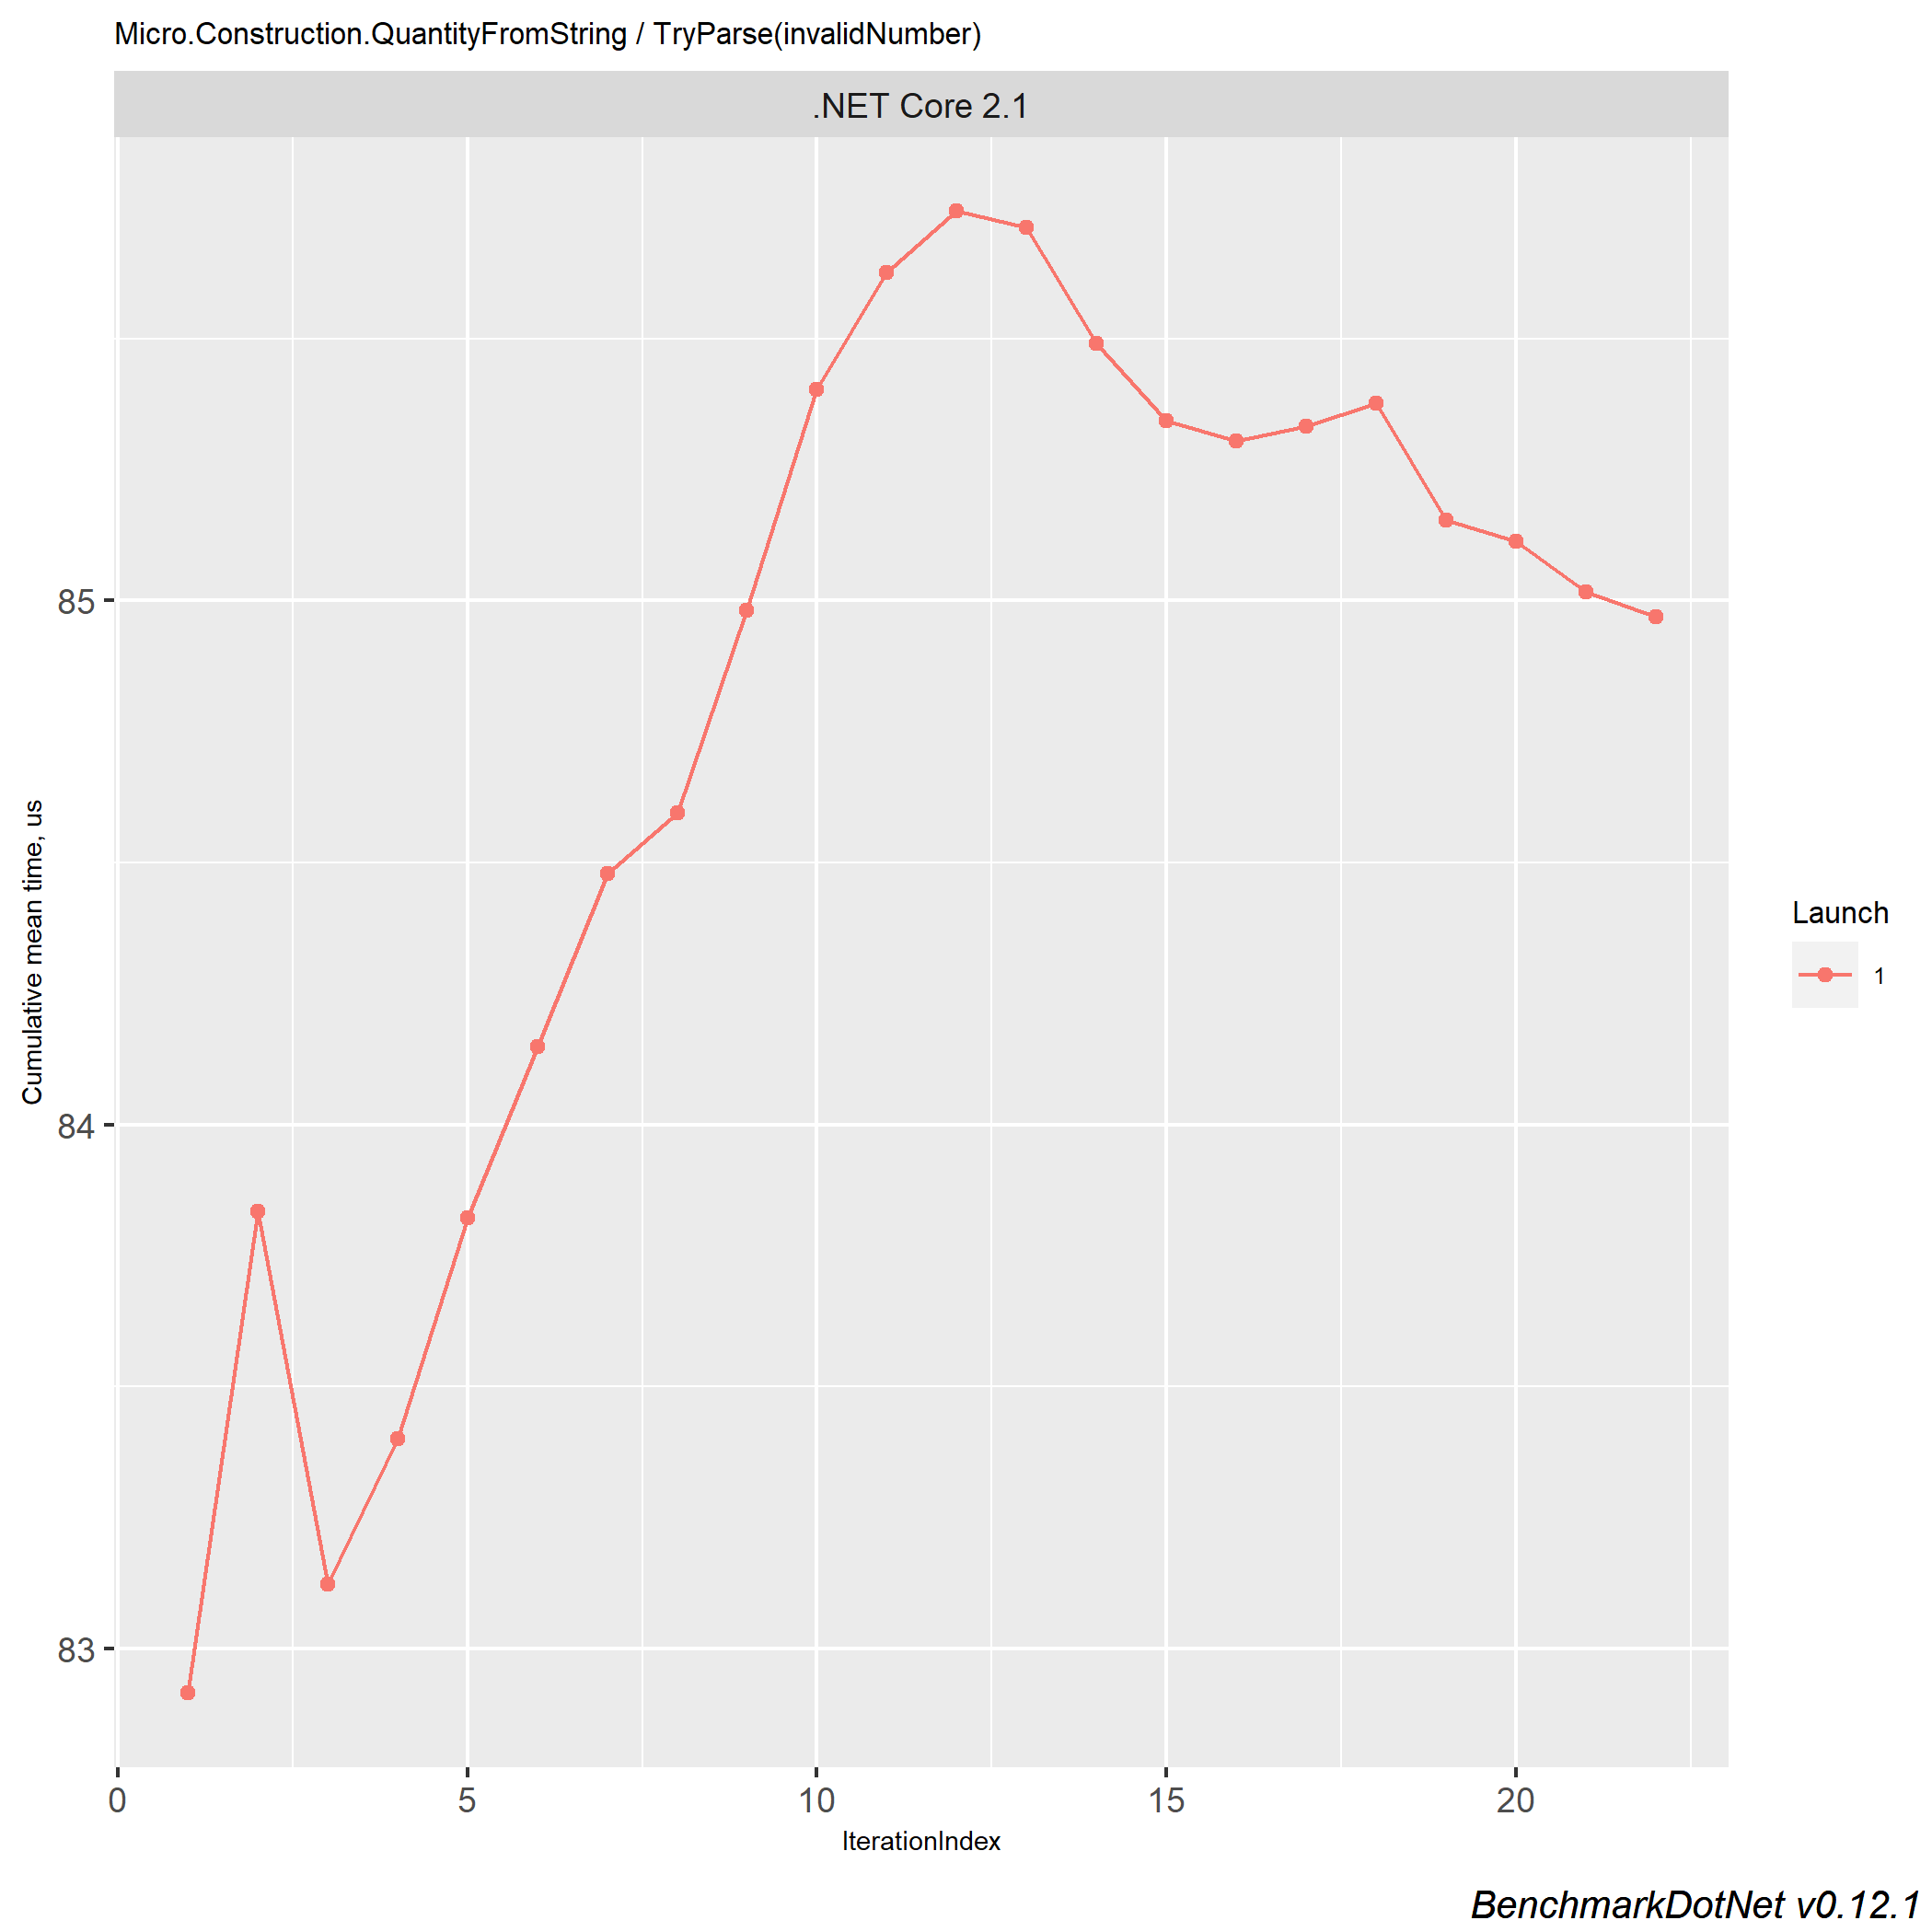 Micro.Construction.QuantityFromString / TryParse(invalidNumber)
.NET Core 2.1
Cumulative mean time, us
85
84
83
0 5 10 15 20
IterationIndex
Launch
1
BenchmarkDotNet v0.12.1